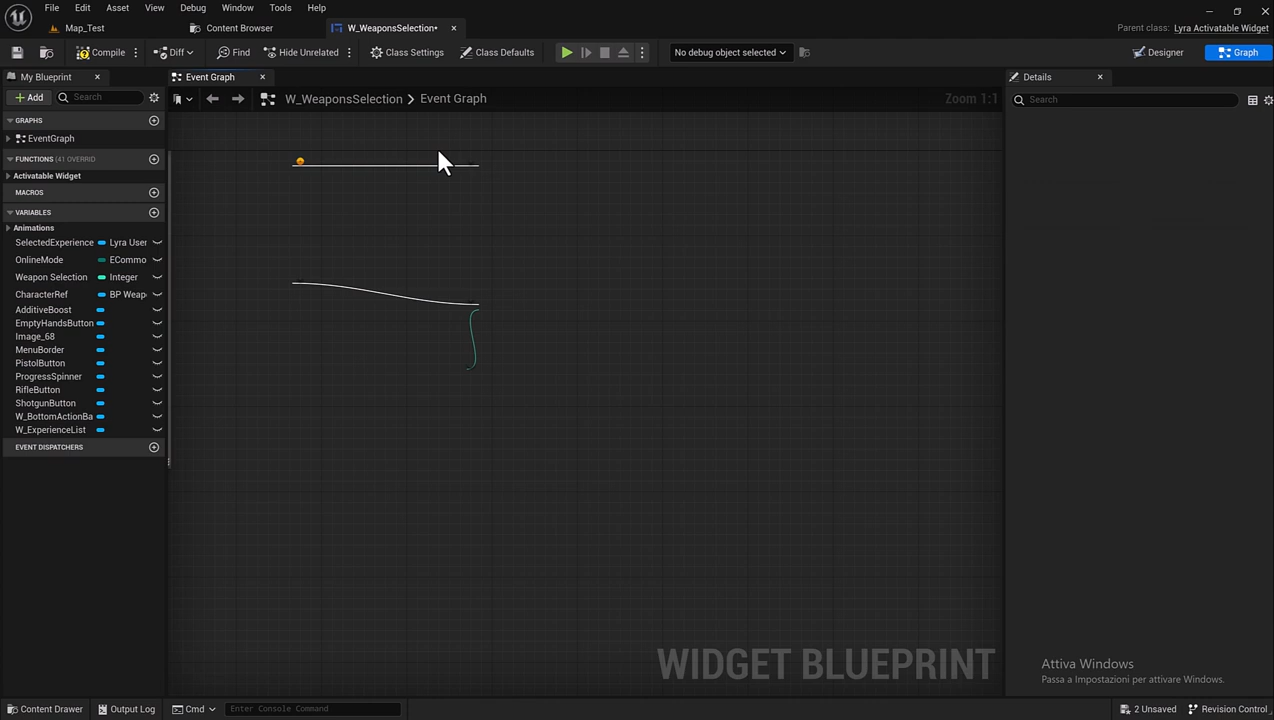 File Edit Asset View Debug Window Tools Help
Map_Test Content Browser W_WeaponsSelection• Parent class: Lyra Activatable Widget
Compile Diff Find Hide Unrelated Class Settings Class Defaults No debug object selected Designer Graph
My Blueprint Event Graph Details
Add Search W_WeaponsSelection > Event Graph Zoom 1:1 Search
GRAPHS
EventGraph
FUNCTIONS (41 OVERRID
Activatable Widget
MACROS
VARIABLES
Animations
SelectedExperience Lyra User
OnlineMode ECommo
Weapon Selection Integer
CharacterRef BP Weap
AdditiveBoost
EmptyHandsButton
Image_68
MenuBorder
PistolButton
ProgressSpinner
RifleButton
ShotgunButton
W_BottomActionBa
W_ExperienceList
EVENT DISPATCHERS
WIDGET BLUEPRINT
Attiva Windows
Passa a Impostazioni per attivare Windows.
Content Drawer Output Log Cmd Enter Console Command 2 Unsaved Revision Control